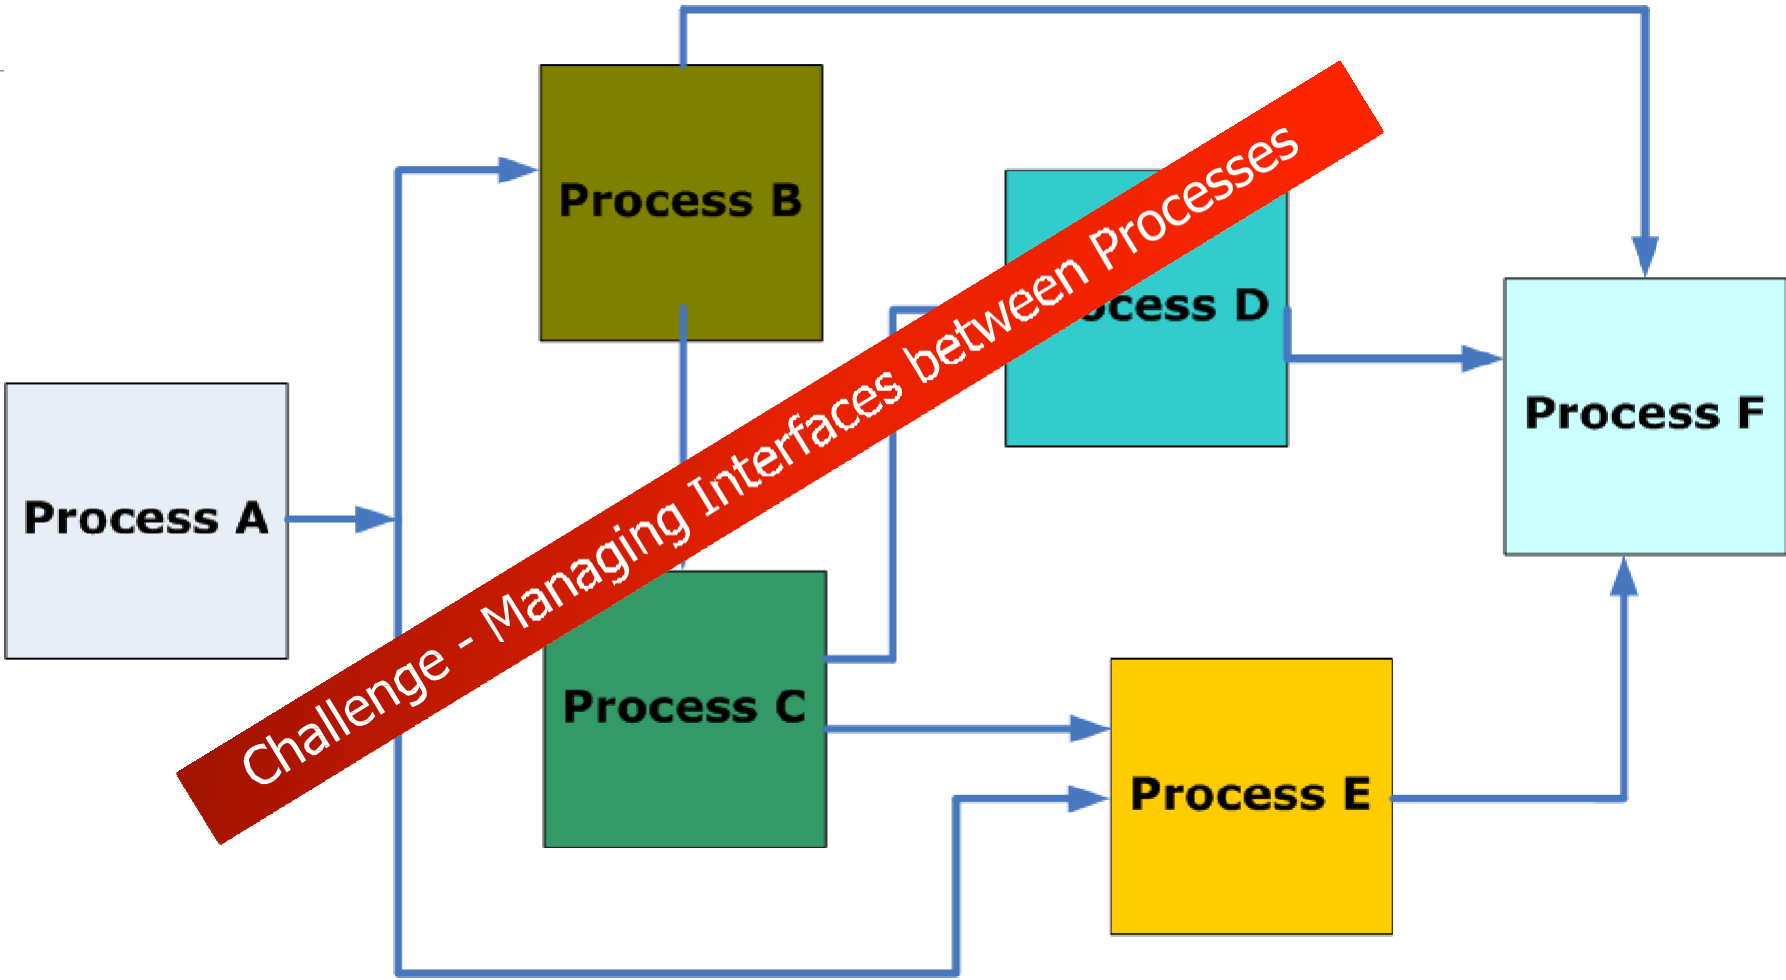 Process B
Challenge - Managing Interfaces between Processes
ocess D
Process F
Process A
Process C
Process E